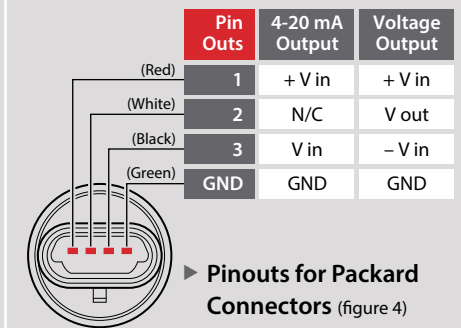 Pin Outs 4-20 mA Output Voltage Output
(Red) 1 + V in + V in
(White) 2 N/C V out
(Black) 3 V in – V in
(Green) GND GND GND
▶ Pinouts for Packard
Connectors (figure 4)